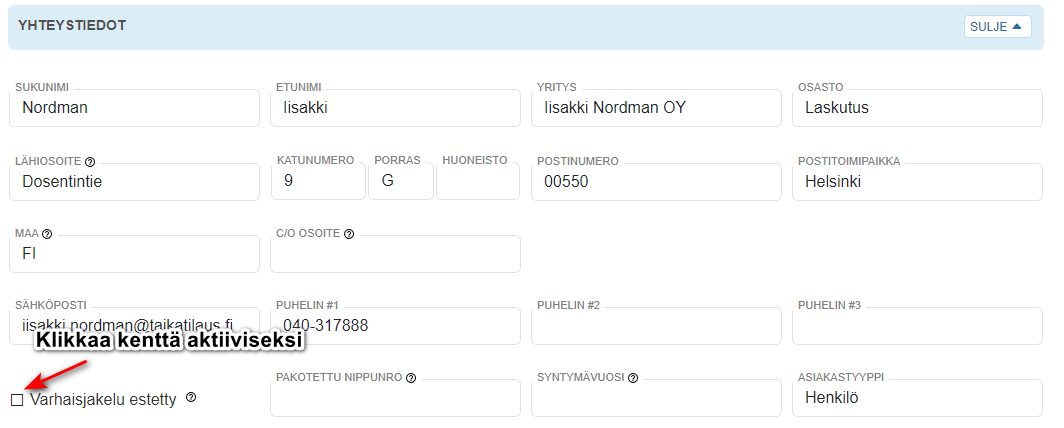 YHTEYSTIEDOT SULJE
SUKUNIMI ETUNIMI YRITYS OSASTO
Nordman Iisakki Iisakki Nordman OY Laskutus
LÄHIOSOITE KATUNUMERO PORRAS HUONEISTO POSTINUMERO POSTITOIMIPAIKKA
Dosentintie 9 G 00550 Helsinki
MAA C/O OSOITE
FI
SÄHKÖPOSTI PUHELIN #1 PUHELIN #2 PUHELIN #3
iisakki.nordman@taikatilaus.fi 040-317888
Klikkaa kenttä aktiiviseksi
PAKOTETTU NIPPUNRO SYNTYMÄVUOSI ASIAKASTYYPPI
Varhaisjakelu estetty Henkilö